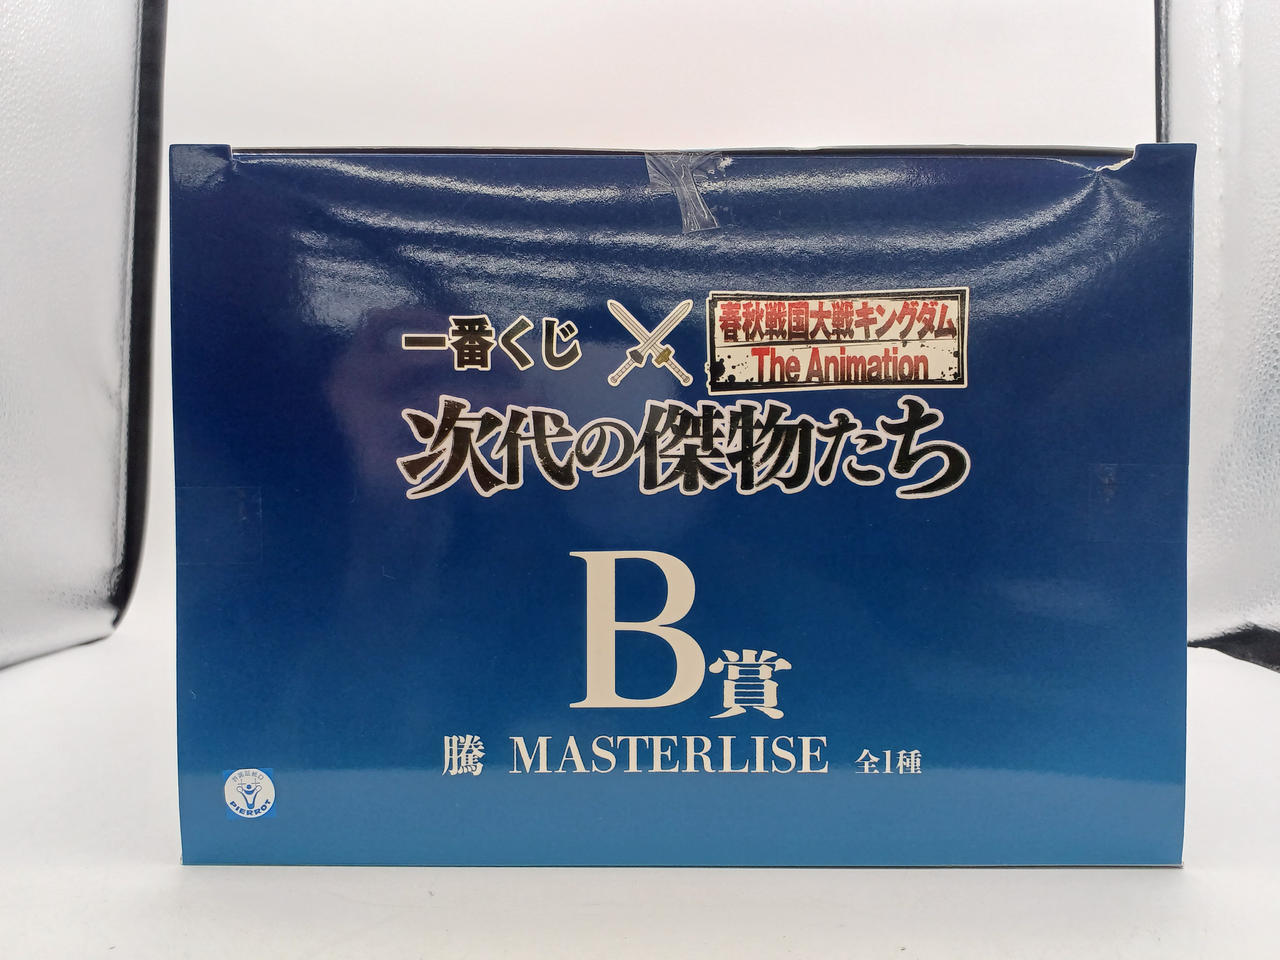 一番くじ
春秋戦国大戦キングダム
The Animation
次代の傑物たち
B賞
騰 MASTERLISE 全1種
PIERROT